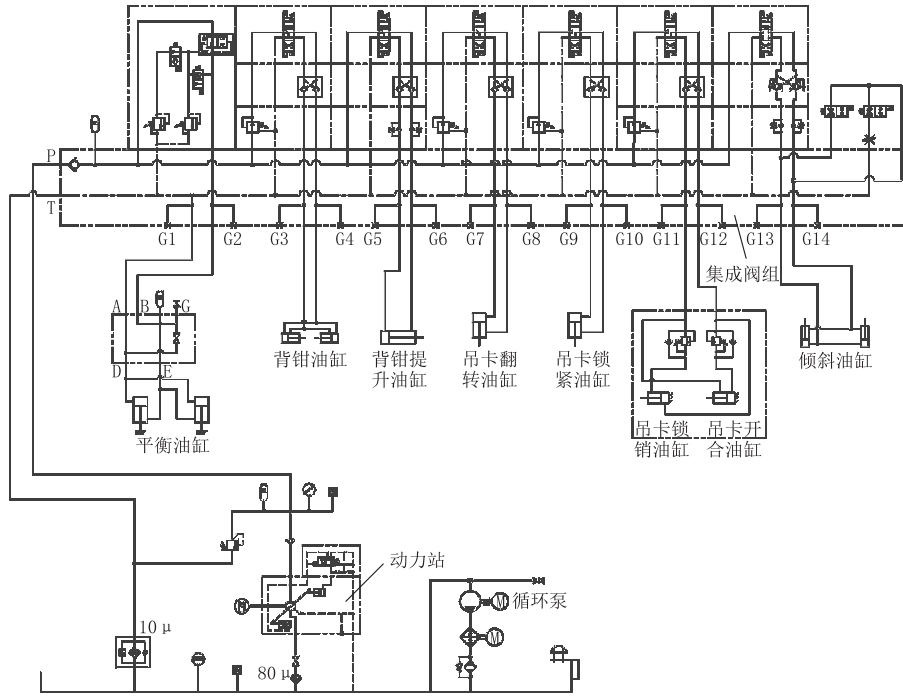 P
T
G1
G2
G3
G4
G5
G6
G7
G8
G9
G10
G11
G12
G13
G14
集成阀组
A
B
G
D
E
平衡油缸
背钳油缸
背钳提
升油缸
吊卡翻
转油缸
吊卡锁
紧油缸
吊卡锁
销油缸
吊卡开
合油缸
倾斜油缸
动力站
M
M
循环泵
M
10μ
80μ